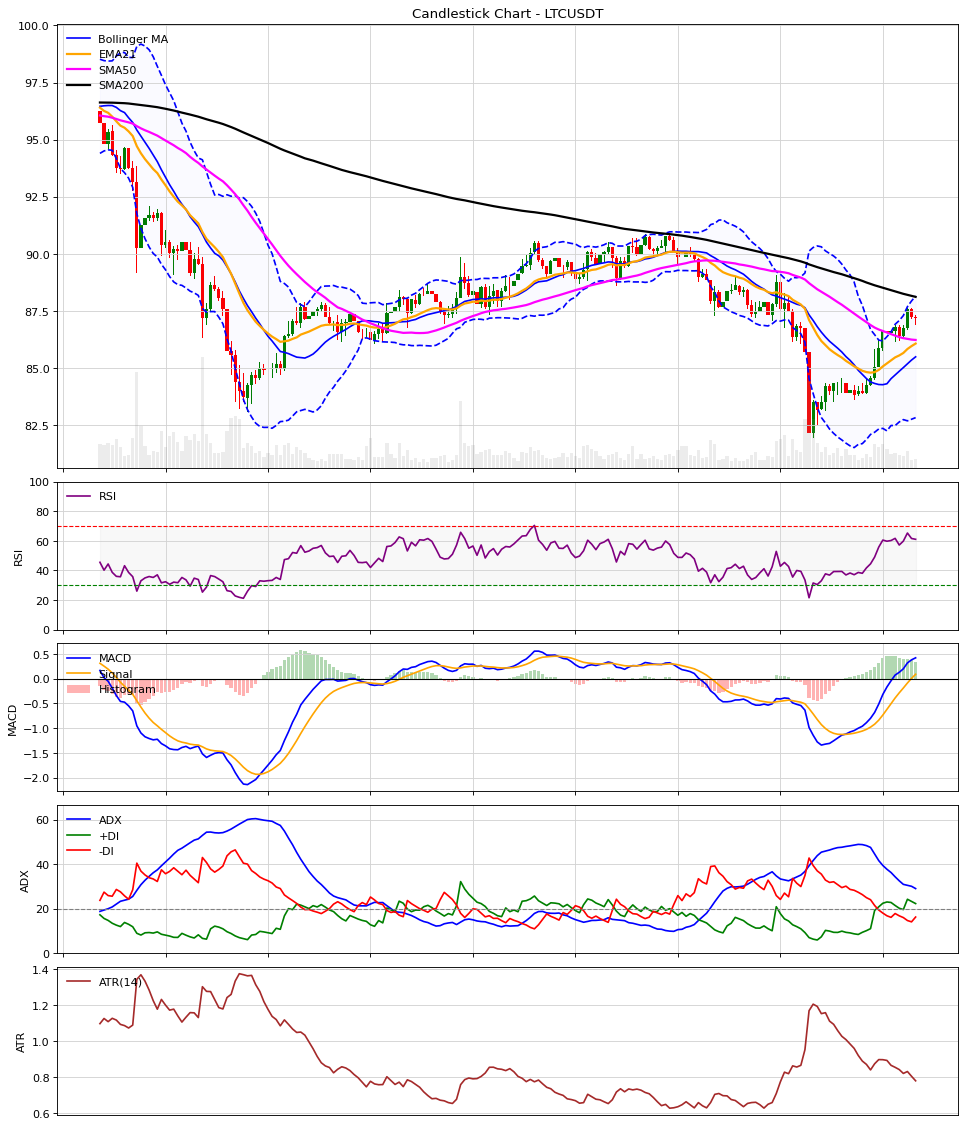 Candlestick Chart - LTCUSDT
100.0
97.5
95.0
92.5
90.0
87.5
85.0
82.5
Bollinger MA
EMA21
SMA50
SMA200
100
80
60
40
20
0
RSI
RSI
0.5
0.0
−0.5
−1.0
−1.5
−2.0
MACD
MACD
Signal
Histogram
60
40
20
0
ADX
ADX
+DI
-DI
1.4
1.2
1.0
0.8
0.6
ATR
ATR(14)